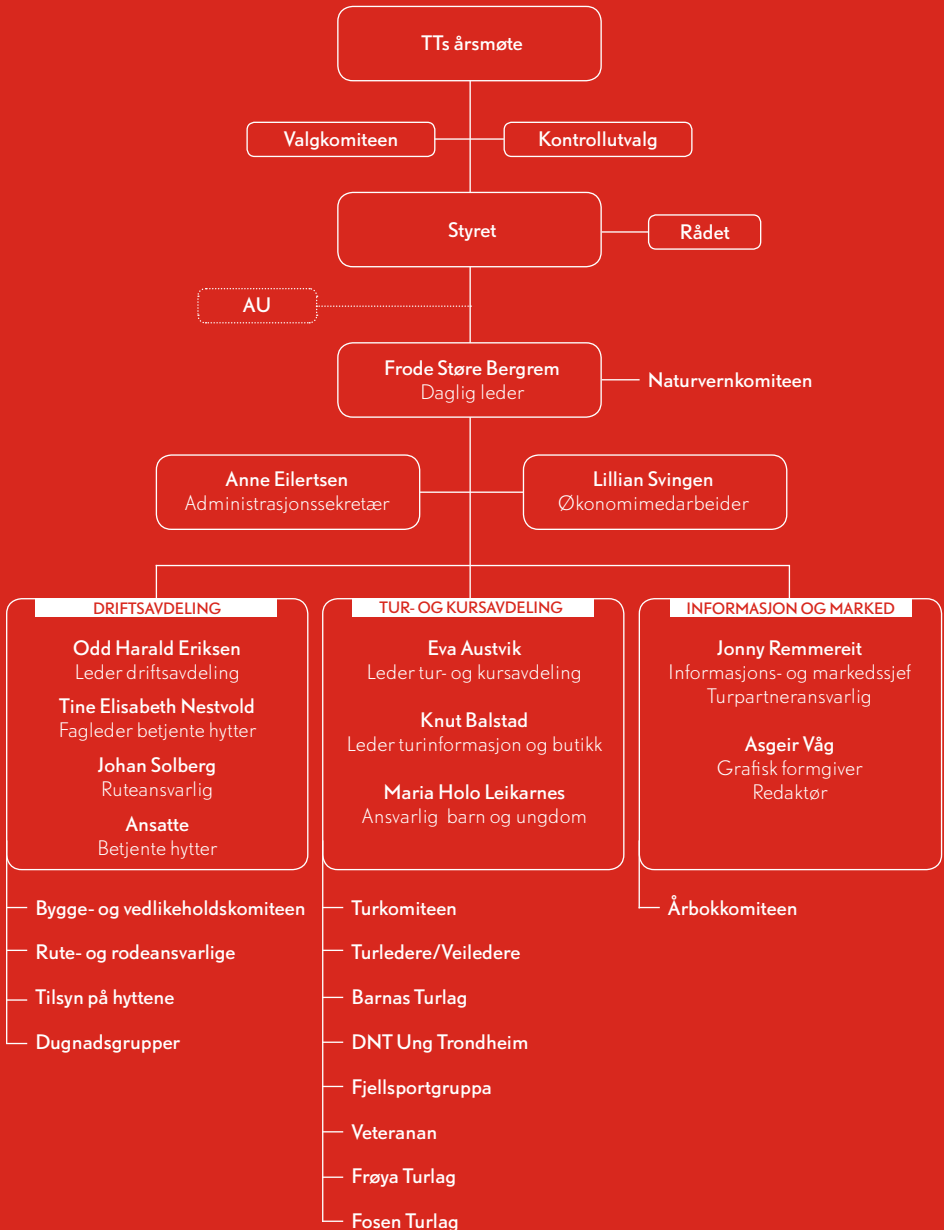 TTs årsmøte
Valgkomiteen
Kontrollutvalg
Styret
Rådet
AU
Frode Støre Bergrem
Daglig leder
Naturvernkomiteen
Anne Eilertsen
Administrasjonssekretær
Lillian Svingen
Økonomimedarbeider
DRIFTSAVDELING
Odd Harald Eriksen
Leder driftsavdeling
Tine Elisabeth Nestvold
Fagleder betjente hytter
Johan Solberg
Ruteansvarlig
Ansatte
Betjente hytter
Bygge- og vedlikeholdskomiteen
Rute- og rodeansvarlige
Tilsyn på hyttene
Dugnadsgrupper
TUR- OG KURSAVDELING
Eva Austvik
Leder tur- og kursavdeling
Knut Balstad
Leder turinformasjon og butikk
Maria Holo Leikarnes
Ansvarlig barn og ungdom
Turkomiteen
Turledere/Veiledere
Barnas Turlag
DNT Ung Trondheim
Fjellsportgruppa
Veteranan
Frøya Turlag
Fosen Turlag
INFORMASJON OG MARKED
Jonny Remmereit
Informasjons- og markedssjef
Turpartneransvarlig
Asgeir Våg
Grafisk formgiver
Redaktør
Årbokkomiteen